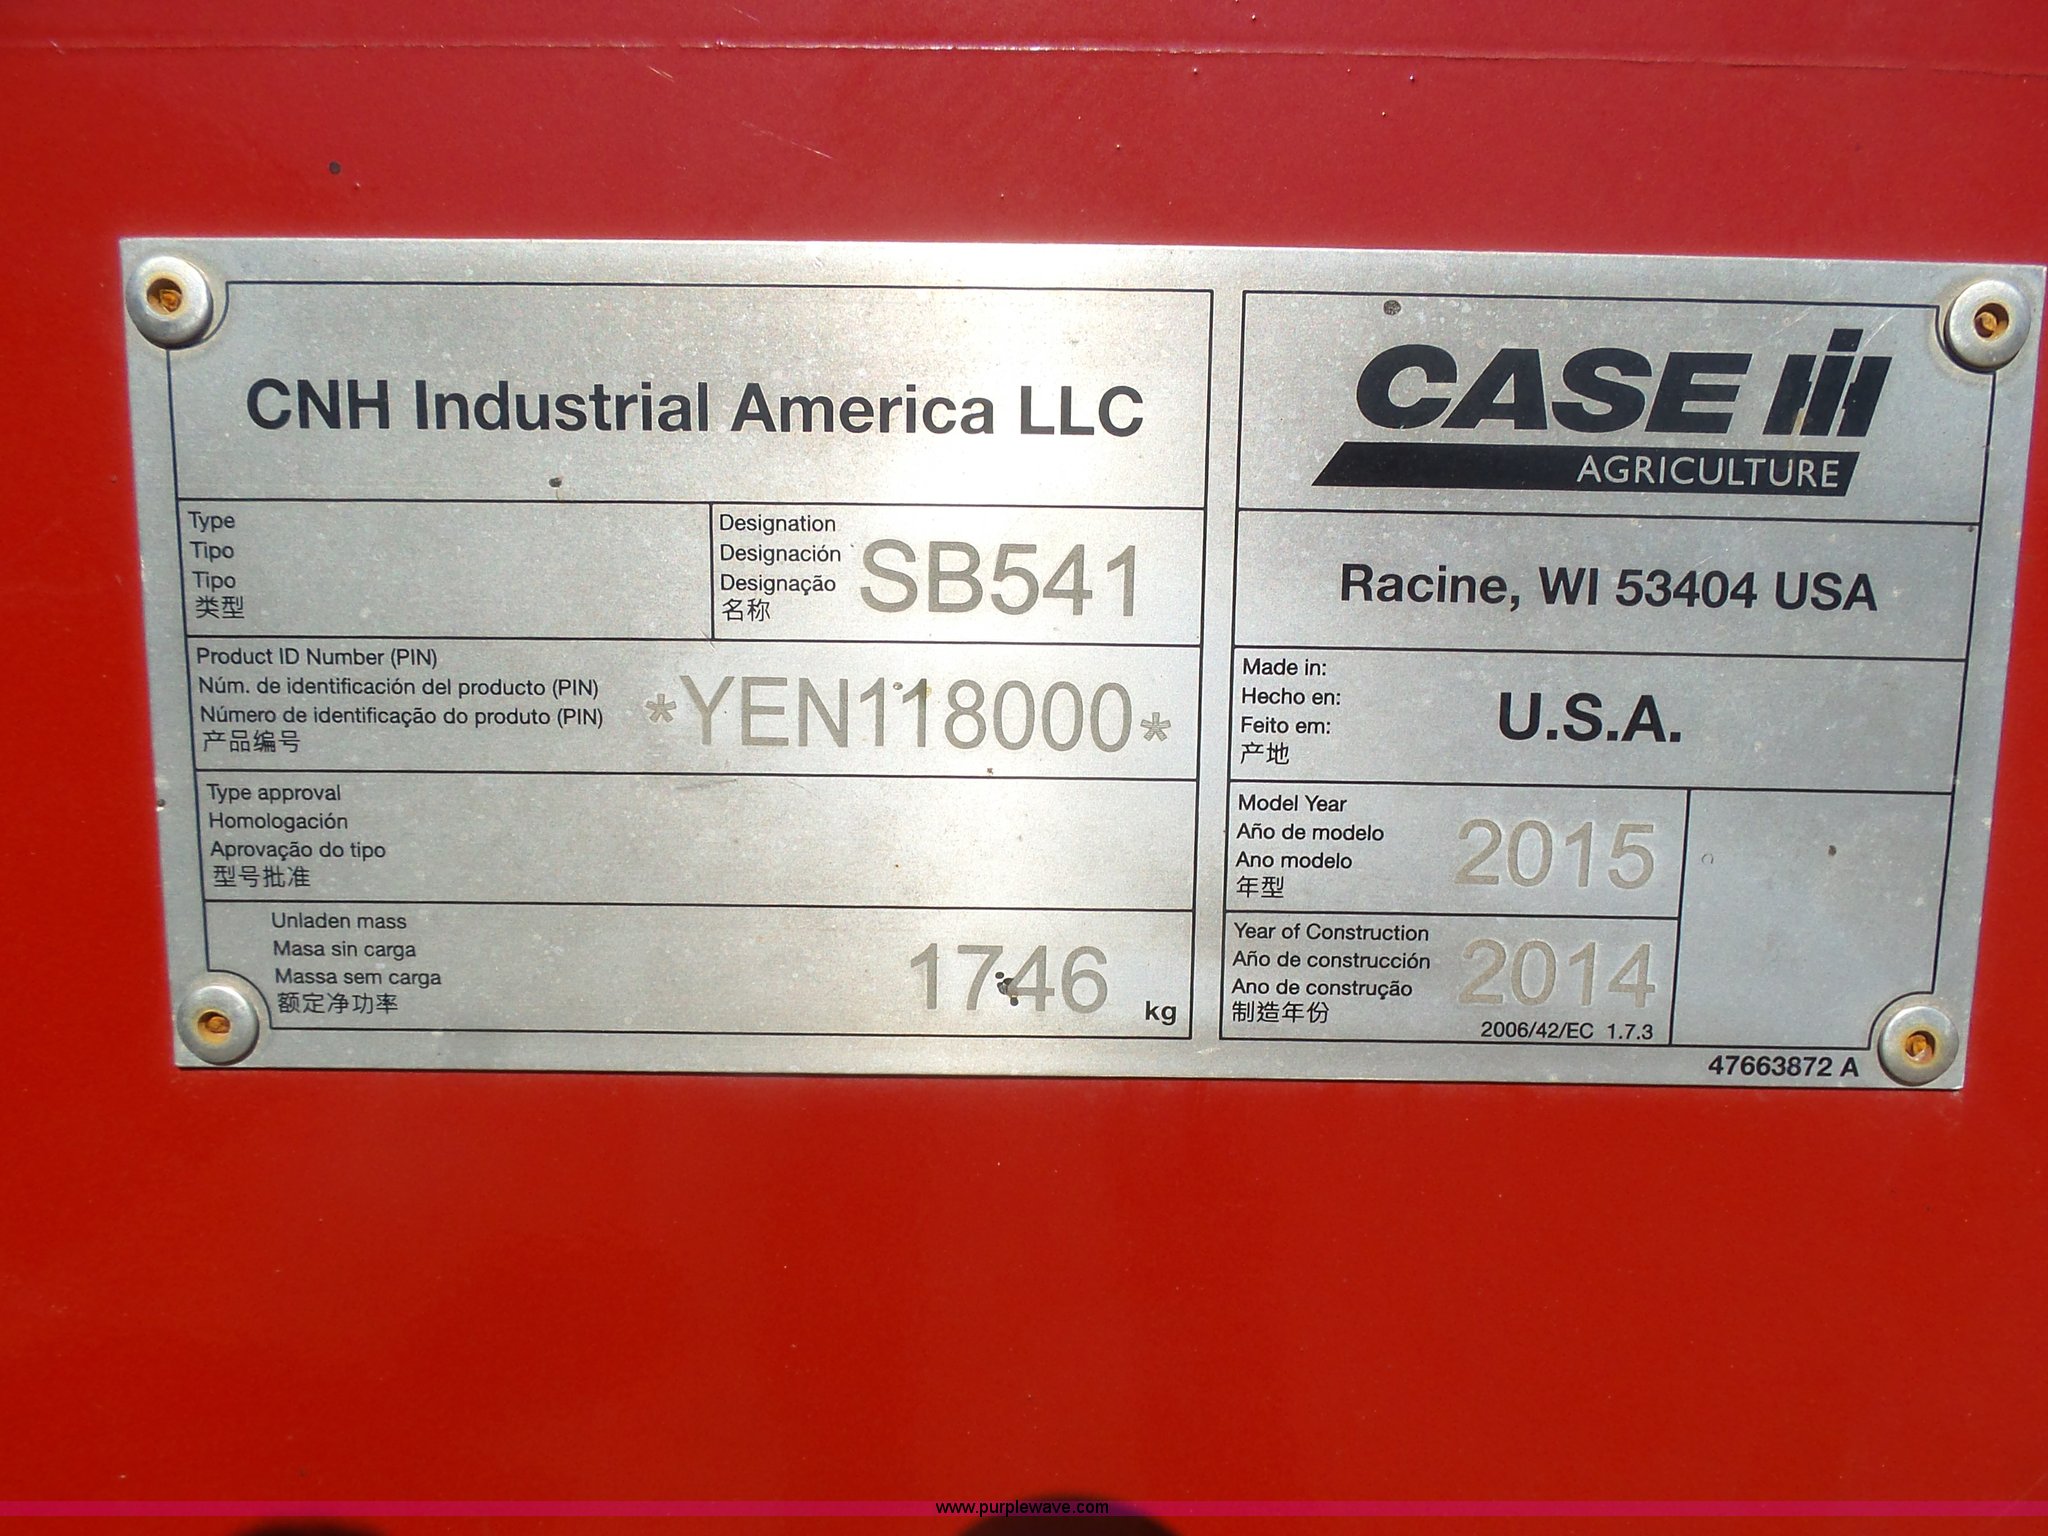 CNH Industrial America LLC
Type
Tipo
Tipo
类型
Designation
Designación
Designação
名称
SB541
Product ID Number (PIN)
Núm. de identificación del producto (PIN)
Número de identificação do produto (PIN)
产品编号
*YEN118000*
Type approval
Homologación
Aprovação do tipo
型号批准
Unladen mass
Masa sin carga
Massa sem carga
额定净功率
1746 kg
CASE IH
AGRICULTURE
Racine, WI 53404 USA
Made in:
Hecho en:
Feito em:
产地
U.S.A.
Model Year
Año de modelo
Ano modelo
年型
2015
Year of Construction
Año de construcción
Ano de construção
制造年份
2014
2006/42/EC 1.7.3
47663872 A
www.purplewave.com